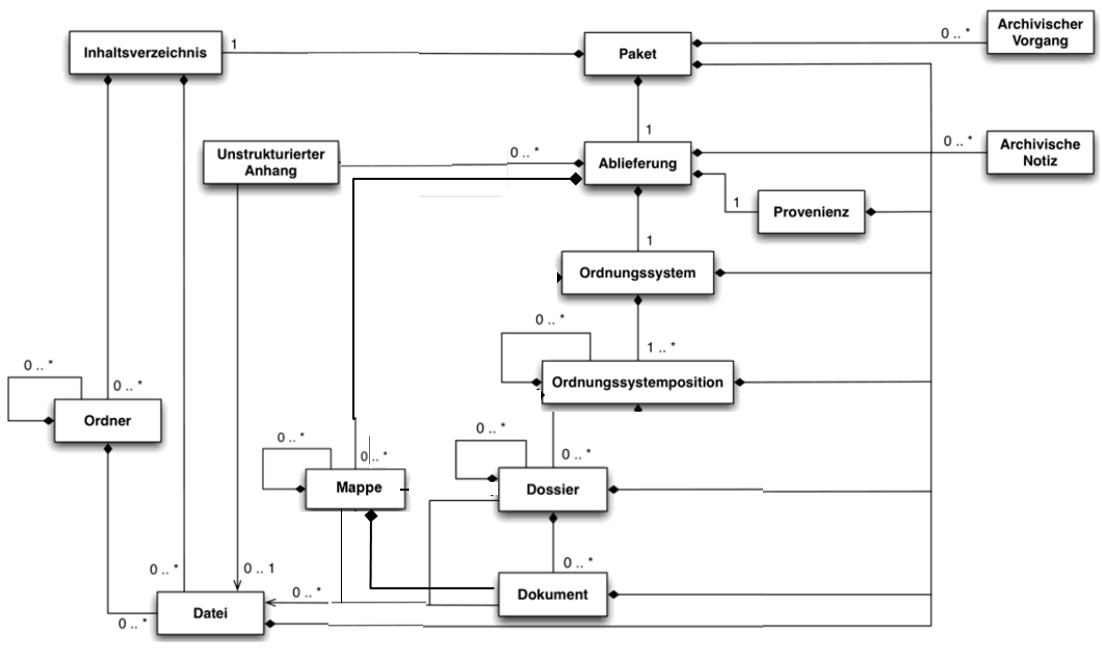 Archivischer
Vorgang
0 .. *
Inhaltsverzeichnis
1
Paket
1
Unstrukturierter
Anhang
0 .. *
Ablieferung
0 .. *
Archivische
Notiz
1
Provenienz
1
Ordnungssystem
0 .. *
1 .. *
Ordnungssystemposition
0 .. *
0 .. *
Ordner
0 .. *
0 .. *
0 .. *
0 .. *
Mappe
Dossier
0 .. *
0 .. 1
0 .. *
0 .. *
Dokument
Datei
0 .. *